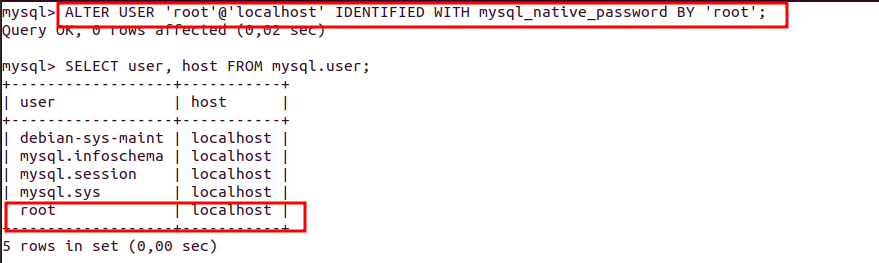 mysql> ALTER USER 'root'@'localhost' IDENTIFIED WITH mysql_native_password BY 'root';
Query OK, 0 rows affected (0,02 sec)
mysql> SELECT user, host FROM mysql.user;
+------------------+-----------+
| user             | host      |
+------------------+-----------+
| debian-sys-maint | localhost |
| mysql.infoschema | localhost |
| mysql.session    | localhost |
| mysql.sys        | localhost |
| root             | localhost |
+------------------+-----------+
5 rows in set (0,00 sec)